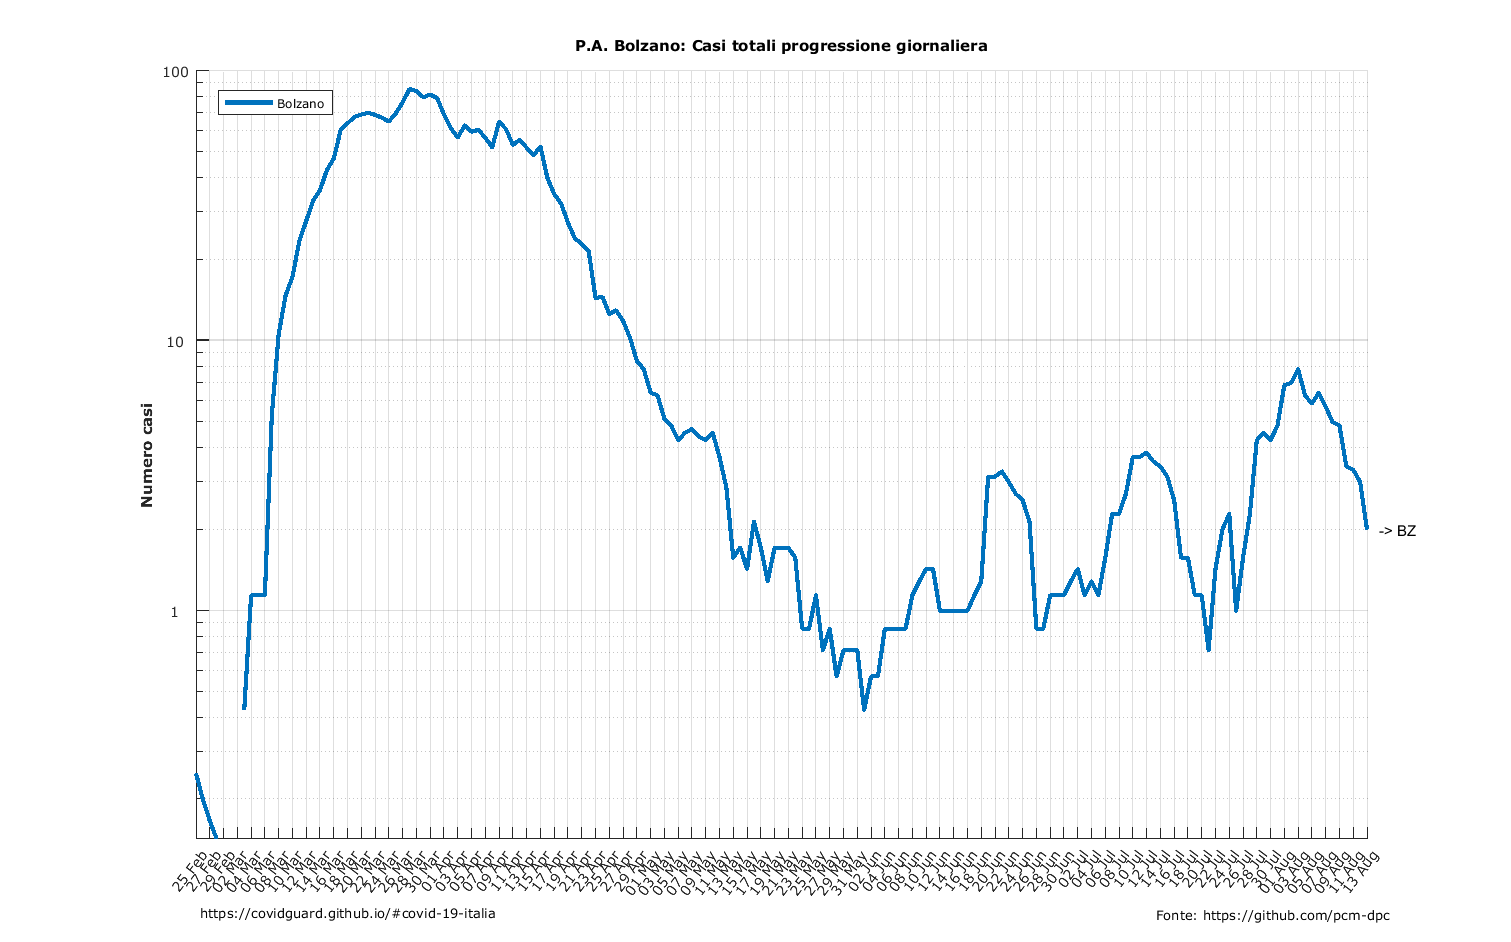 P.A. Bolzano: Casi totali progressione giornaliera
100
Bolzano
10
Numero casi
-> BZ
1
25 Feb
27 Feb
29 Feb
02 Mar
04 Mar
06 Mar
08 Mar
10 Mar
12 Mar
14 Mar
16 Mar
18 Mar
20 Mar
22 Mar
24 Mar
26 Mar
28 Mar
30 Mar
01 Apr
03 Apr
05 Apr
07 Apr
09 Apr
11 Apr
13 Apr
15 Apr
17 Apr
19 Apr
21 Apr
23 Apr
25 Apr
27 Apr
29 Apr
01 May
03 May
05 May
07 May
09 May
11 May
13 May
15 May
17 May
19 May
21 May
23 May
25 May
27 May
29 May
31 May
02 Jun
04 Jun
06 Jun
08 Jun
10 Jun
12 Jun
14 Jun
16 Jun
18 Jun
20 Jun
22 Jun
24 Jun
26 Jun
28 Jun
30 Jun
02 Jul
04 Jul
06 Jul
08 Jul
10 Jul
12 Jul
14 Jul
16 Jul
18 Jul
20 Jul
22 Jul
24 Jul
26 Jul
28 Jul
30 Jul
01 Aug
03 Aug
05 Aug
07 Aug
09 Aug
11 Aug
13 Aug
https://covidguard.github.io/#covid-19-italia
Fonte: https://github.com/pcm-dpc